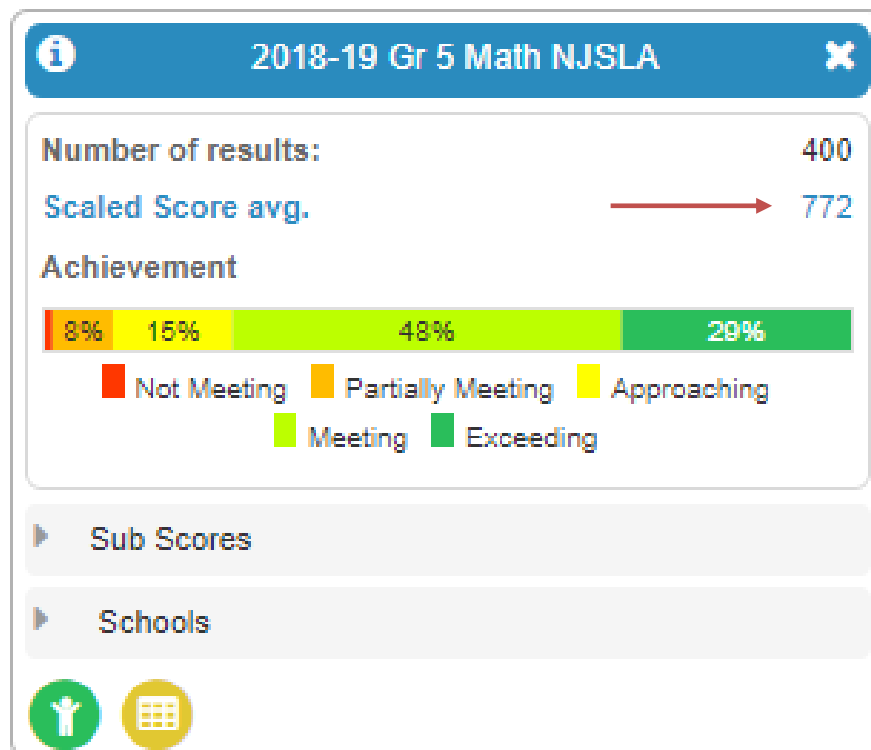 2018-19 Gr 5 Math NJSLA
Number of results: 400
Scaled Score avg. 772
Achievement
8% 15% 48% 29%
Not Meeting Partially Meeting Approaching
Meeting Exceeding
Sub Scores
Schools